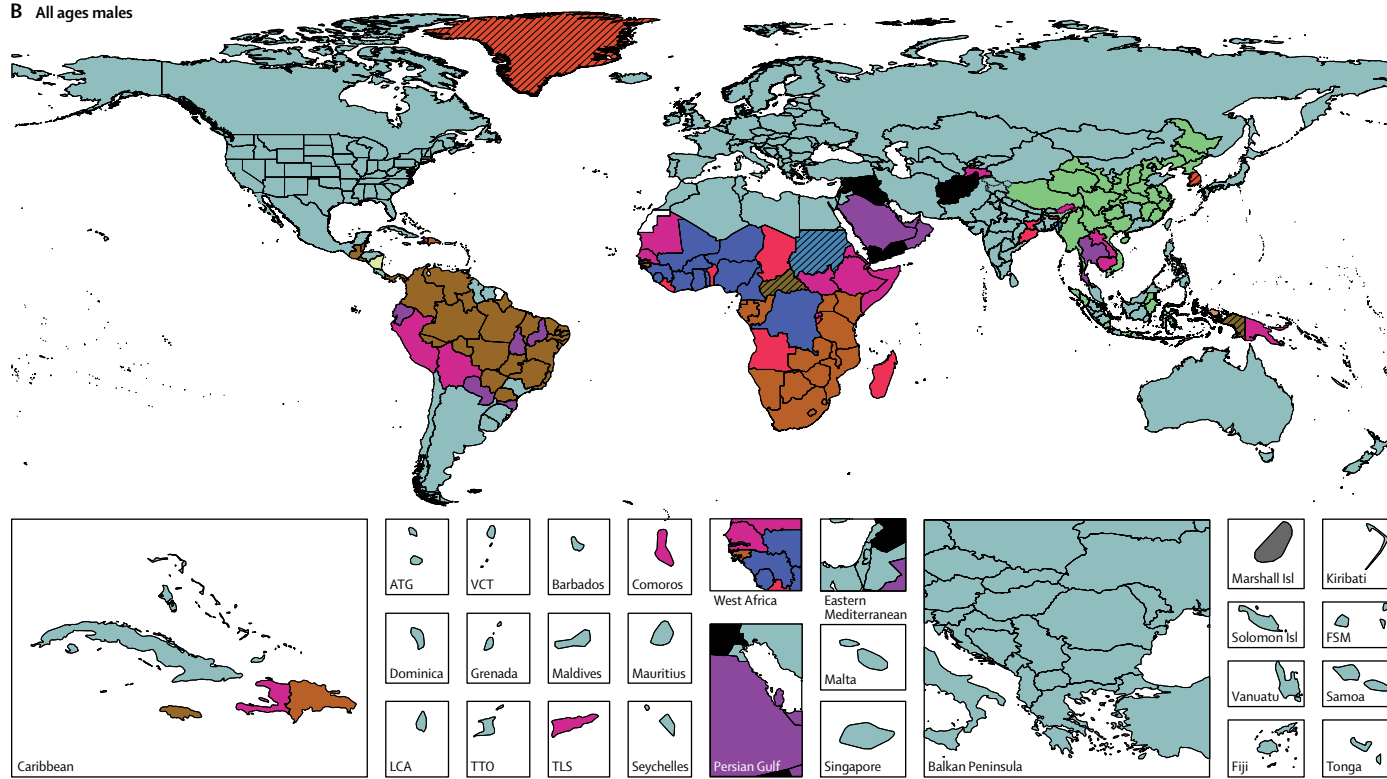 B All ages males
ATG
VCT
Barbados
Comoros
West Africa
Eastern
Mediterranean
Marshall Isl
Kiribati
Dominica
Grenada
Maldives
Mauritius
Malta
Solomon Isl
FSM
Vanuatu
Samoa
Caribbean
LCA
TTO
TLS
Seychelles
Persian Gulf
Singapore
Balkan Peninsula
Fiji
Tonga